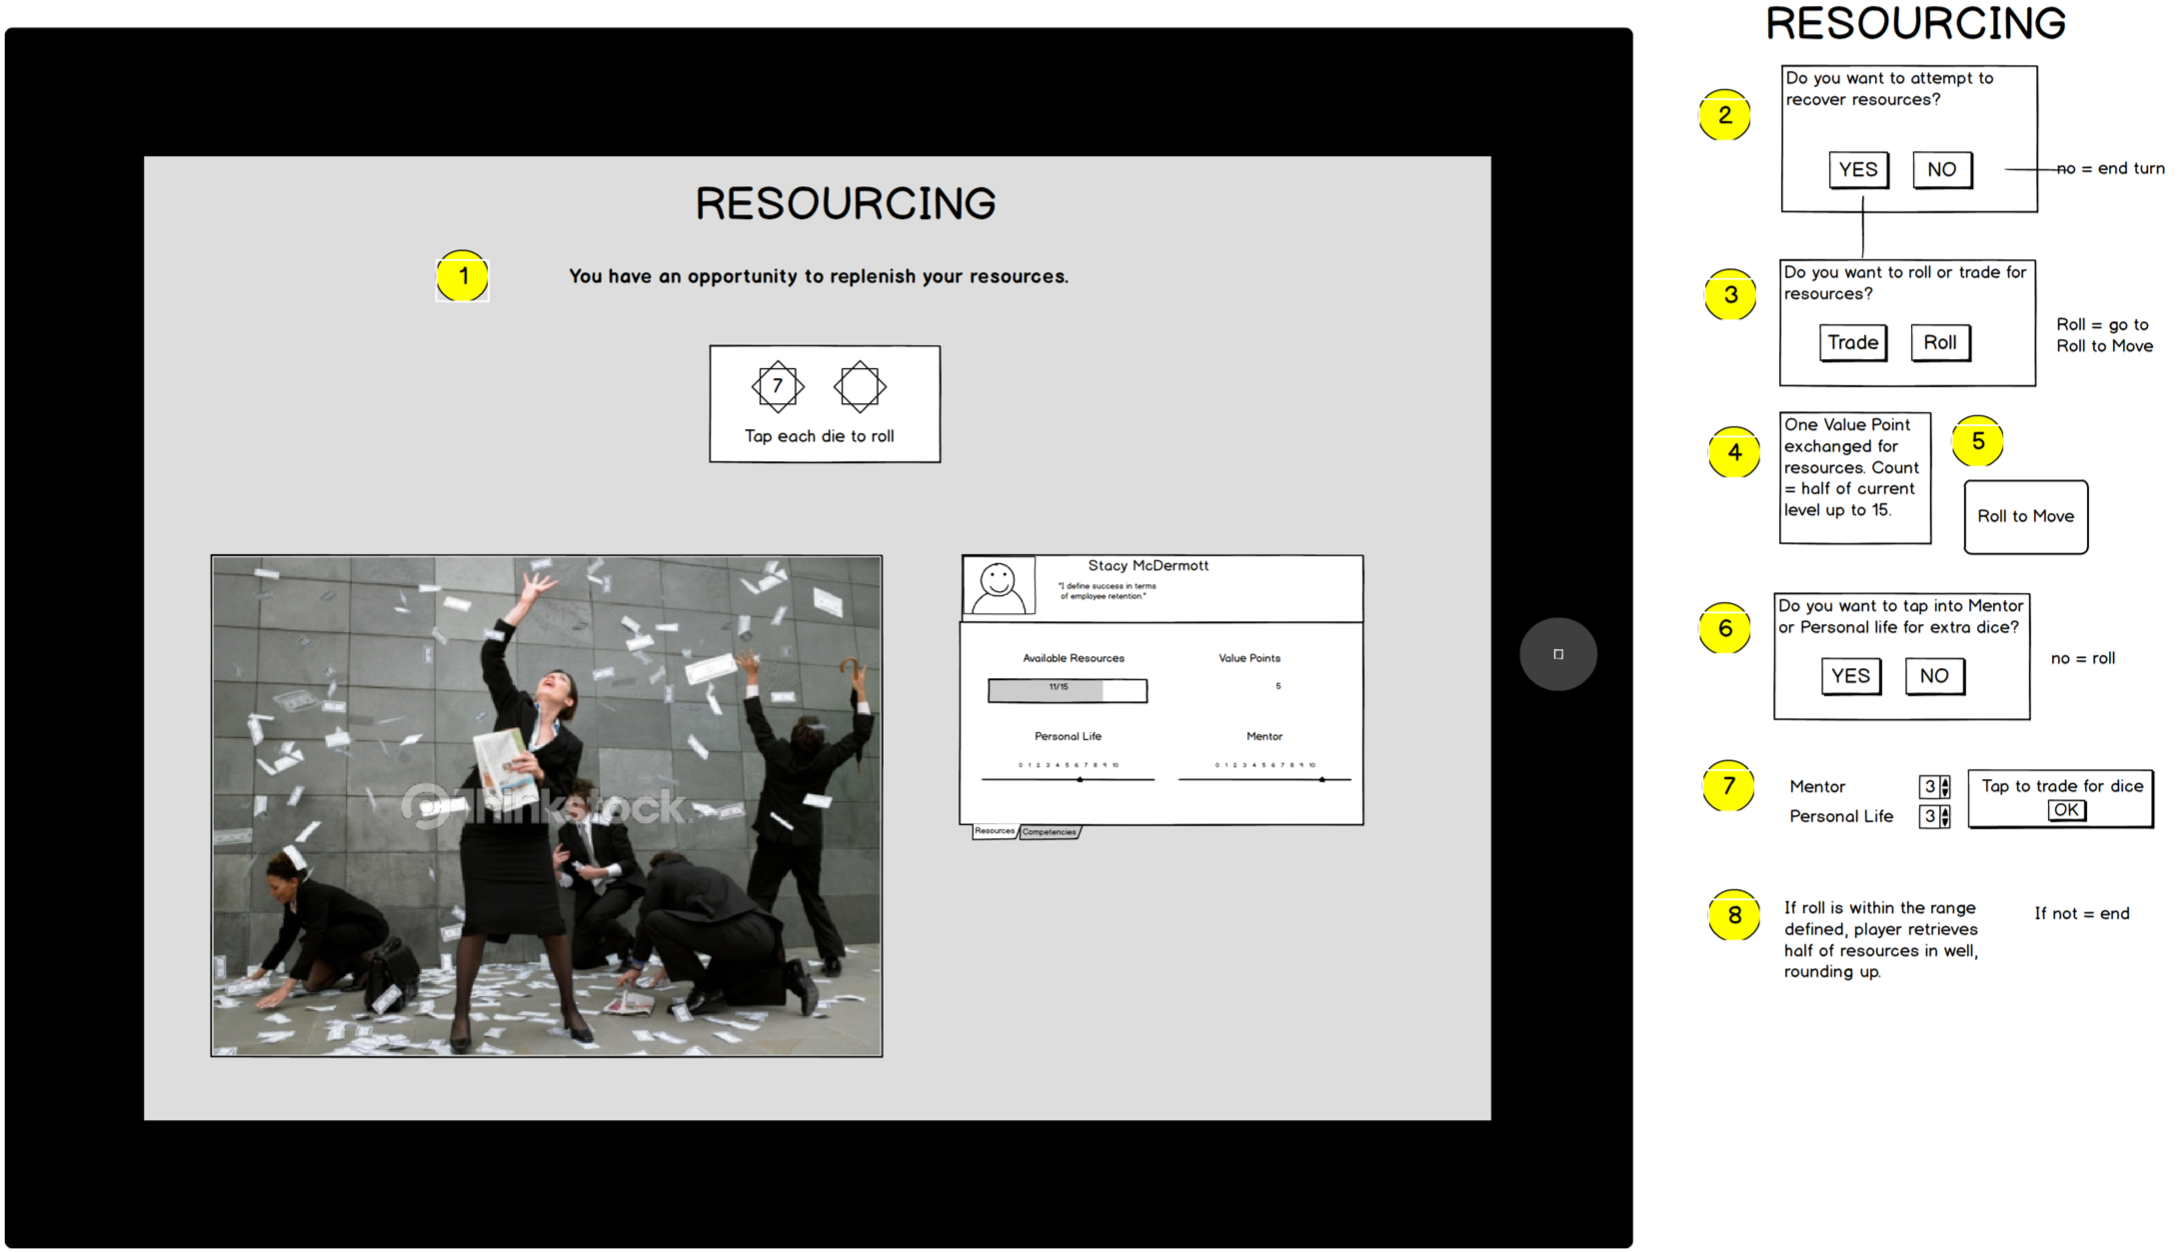 RESOURCING
1
You have an opportunity to replenish your resources.
7
Tap each die to roll
Thinkstock
Stacy McDermott
"I define success in terms
of employee retention."
Available Resources
Value Points
11/15
5
Personal Life
Mentor
0 1 2 3 4 5 6 7 8 9 10
0 1 2 3 4 5 6 7 8 9 10
Resources
Competencies
RESOURCING
2
Do you want to attempt to
recover resources?
YES
NO
no = end turn
3
Do you want to roll or trade for
resources?
Trade
Roll
Roll = go to
Roll to Move
4
One Value Point
exchanged for
resources. Count
= half of current
level up to 15.
5
Roll to Move
6
Do you want to tap into Mentor
or Personal life for extra dice?
YES
NO
no = roll
7
Mentor
3
Personal Life
3
Tap to trade for dice
OK
8
If roll is within the range
defined, player retrieves
half of resources in well,
rounding up.
If not = end